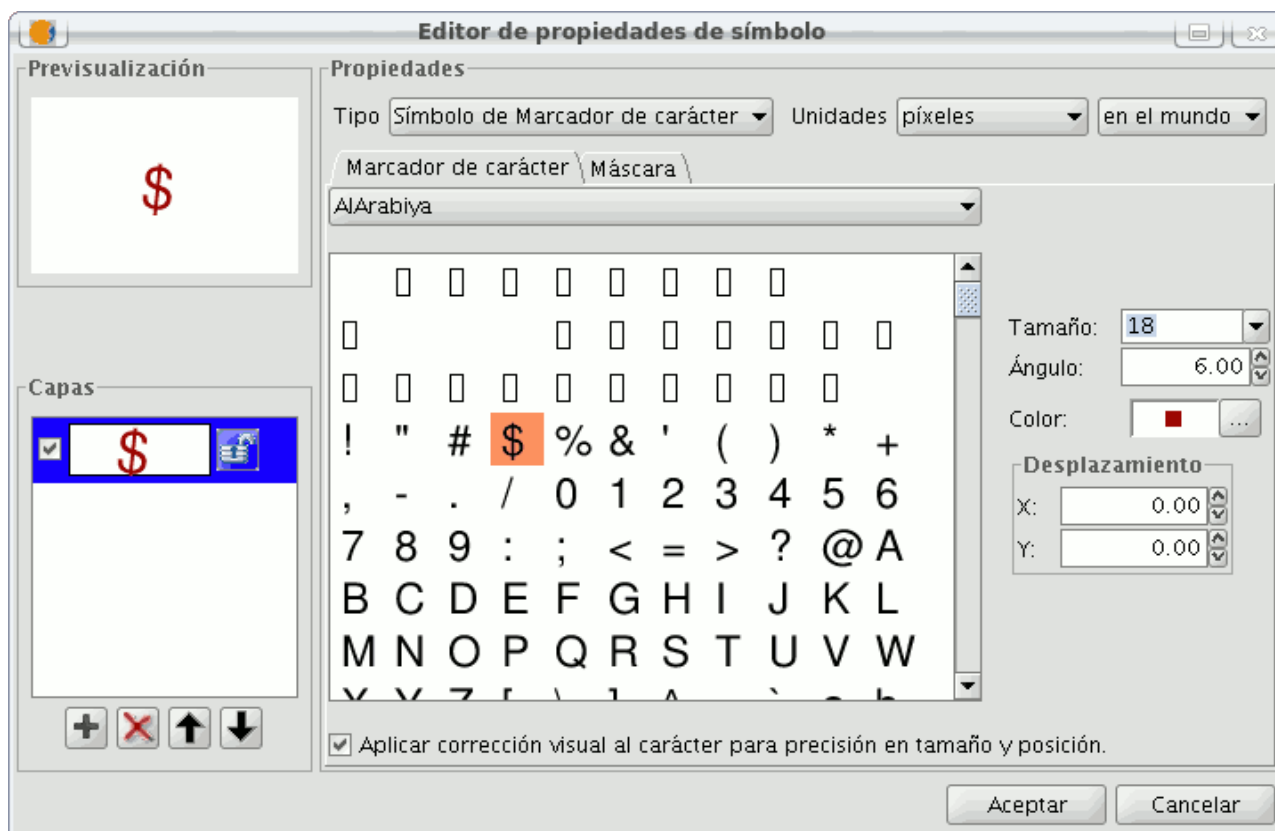 Editor de propiedades de símbolo
Previsualización
$
Capas
$
Propiedades
Tipo Símbolo de Marcador de carácter Unidades píxeles en el mundo
Marcador de carácter Máscara
AlArabiya
! " # $ % & ' ( ) * +
, - . / 0 1 2 3 4 5 6
7 8 9 : ; < = > ? @ A
B C D E F G H I J K L
M N O P Q R S T U V W
X Y Z [ \ ] ^ _ ` a b
Tamaño: 18
Ángulo: 6.00
Color: ...
Desplazamiento
X: 0.00
Y: 0.00
Aplicar corrección visual al carácter para precisión en tamaño y posición.
Aceptar Cancelar